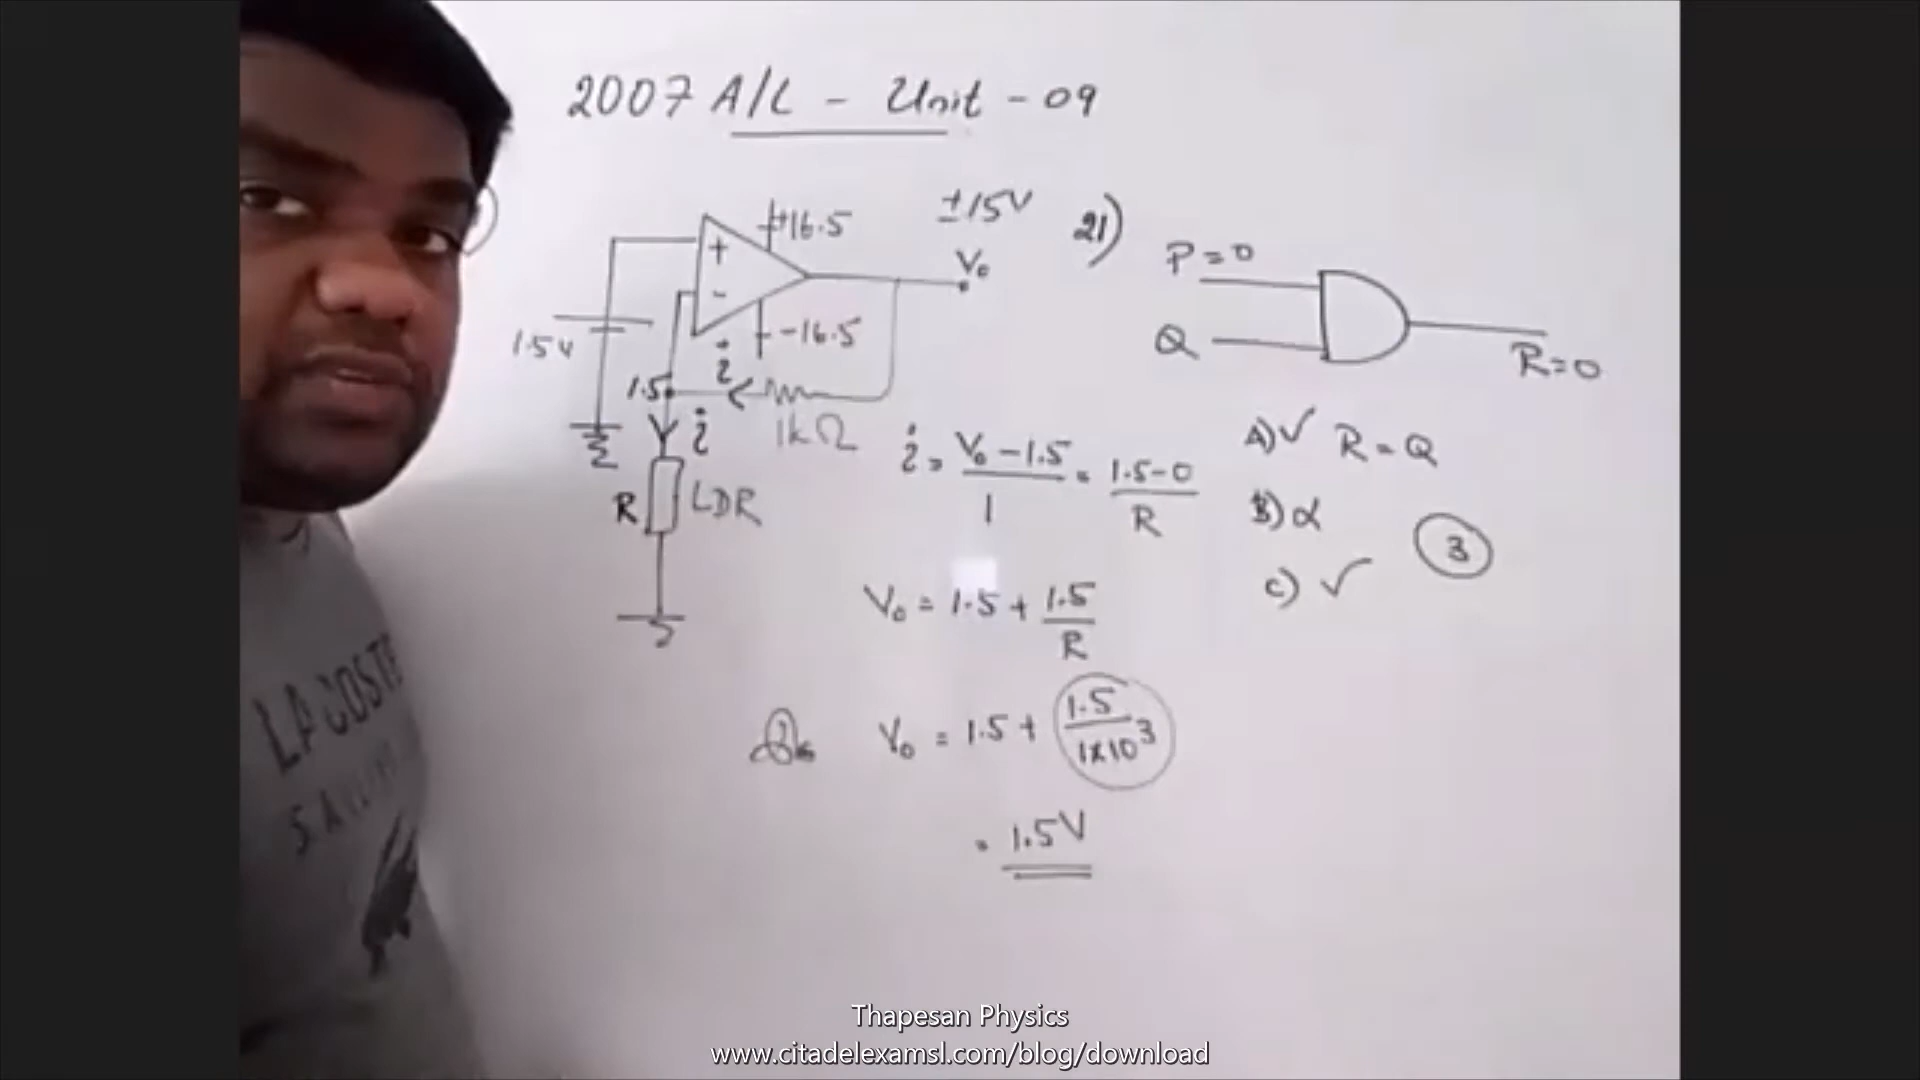 2007 A/L - Unit - 09
+16.5
±15V
V₀
+
-
-16.5
1.5V
1.5
i
1kΩ
i
R
LDR
i = V₀ - 1.5 / 1 = 1.5 - 0 / R
V₀ = 1.5 + 1.5 / R
V₀ = 1.5 + 1.5 / 1x10³
= 1.5V
21)
P = 0
Q
R = 0
A) ✓ R = Q
B) α
C) ✓
3
LACOSTE
Thapesan Physics
www.citadelexamsl.com/blog/download